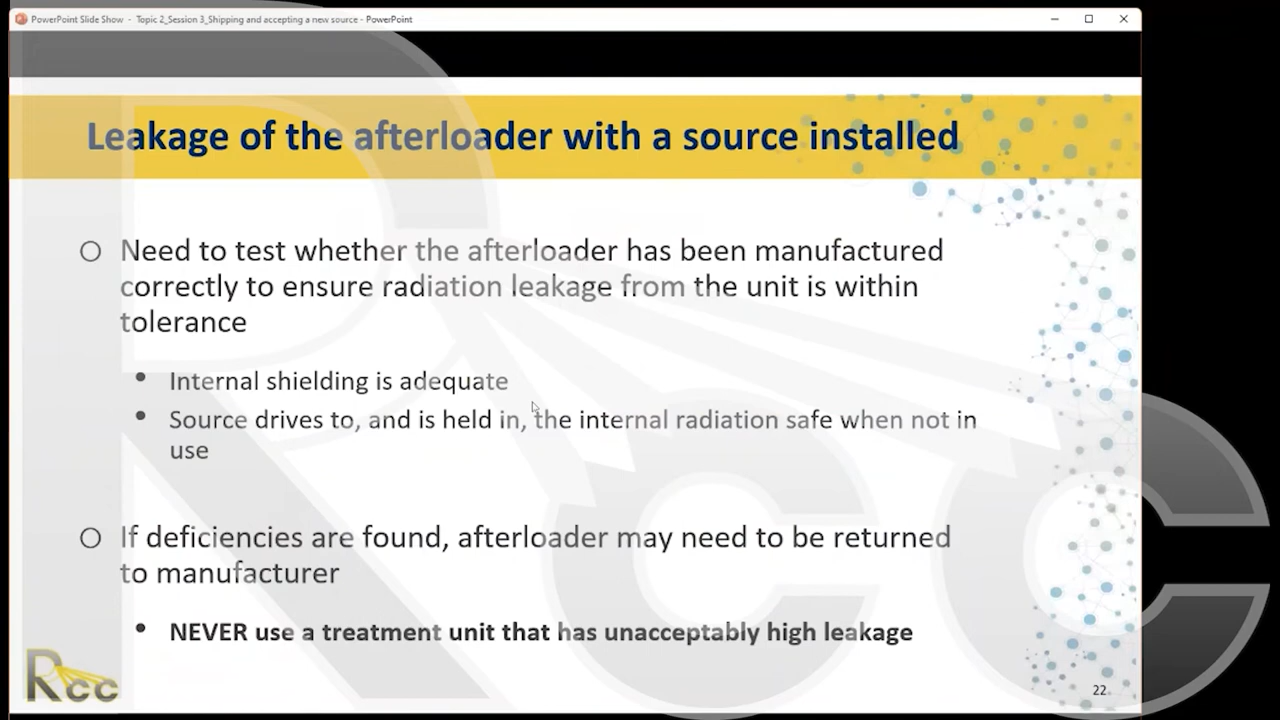 PowerPoint Slide Show - Topic 2_Session 3_Shipping and accepting a new source - PowerPoint
Leakage of the afterloader with a source installed
Need to test whether the afterloader has been manufactured
correctly to ensure radiation leakage from the unit is within
tolerance
Internal shielding is adequate
Source drives to, and is held in, the internal radiation safe when not in
use
If deficiencies are found, afterloader may need to be returned
to manufacturer
NEVER use a treatment unit that has unacceptably high leakage
Rcc
22
Rcc